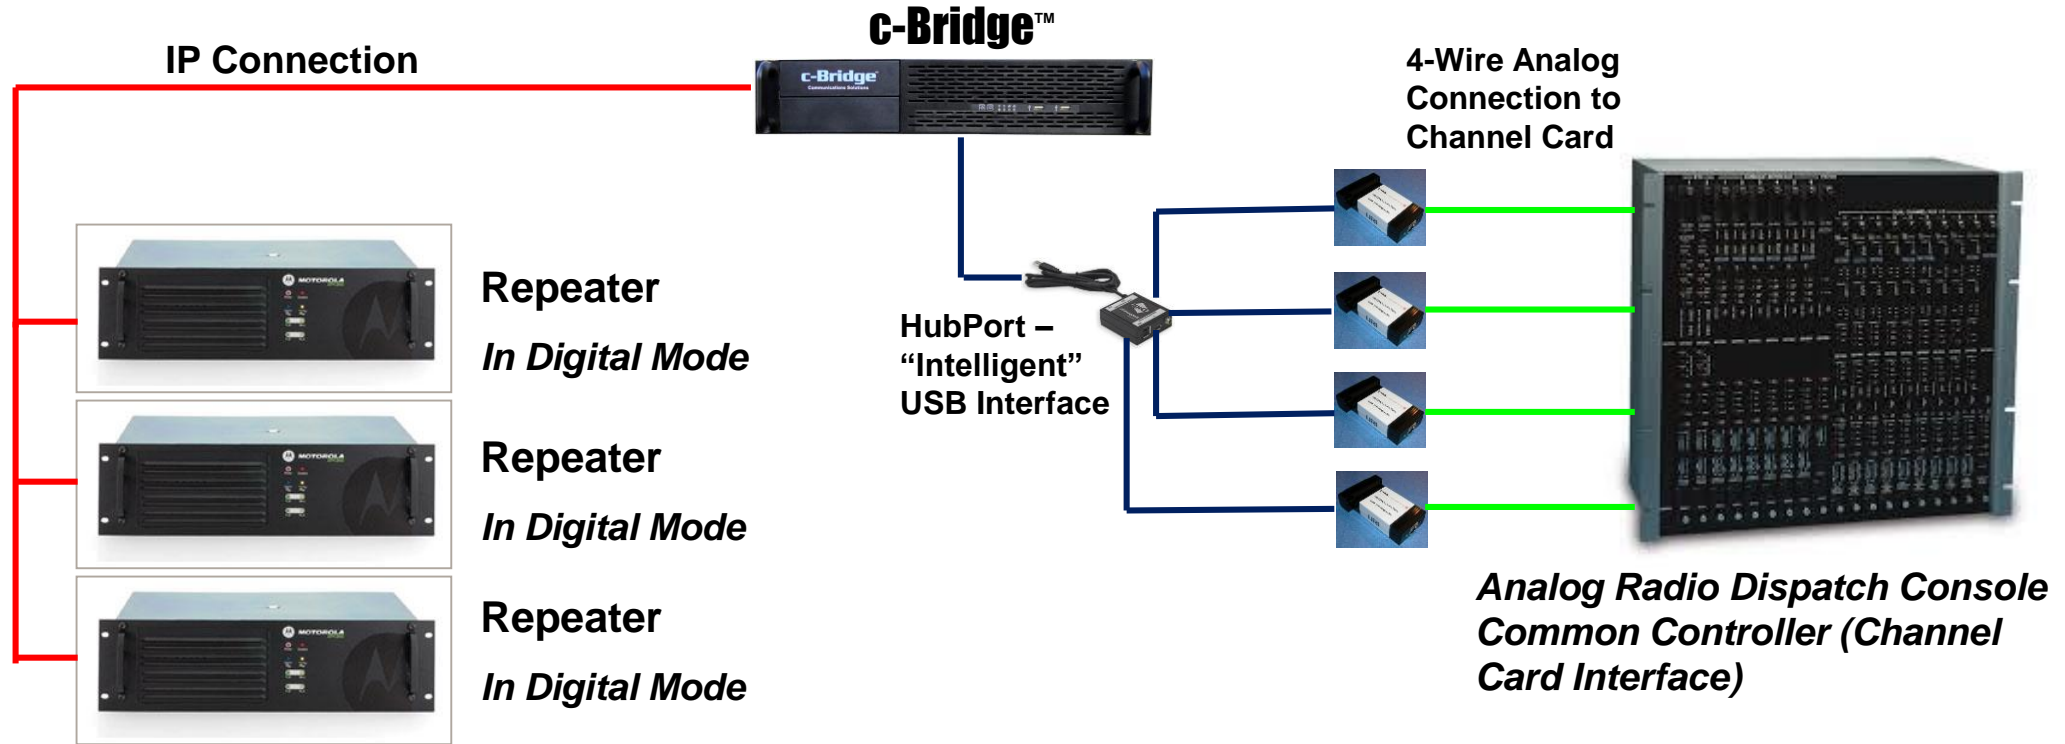 c-Bridge™
IP Connection
c-Bridge
Communications Solutions
4-Wire Analog
Connection to
Channel Card
MOTOROLA
Repeater
In Digital Mode
HubPort –
“Intelligent”
USB Interface
MOTOROLA
Repeater
In Digital Mode
MOTOROLA
Repeater
In Digital Mode
Analog Radio Dispatch Console
Common Controller (Channel
Card Interface)